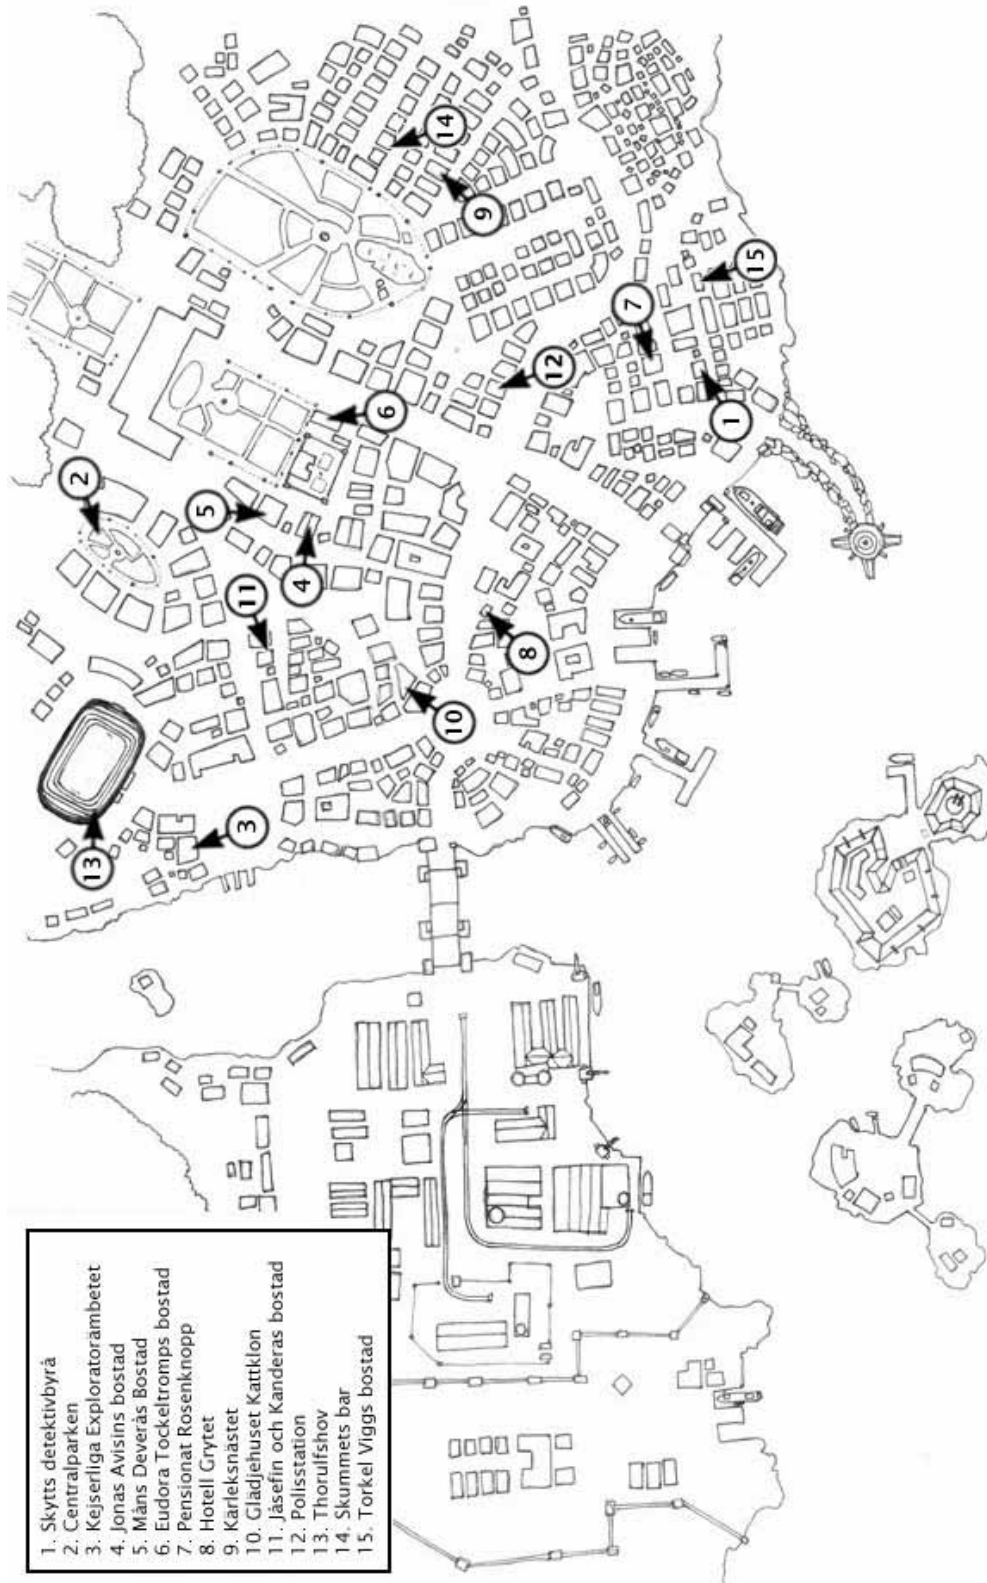 1. Skytts detektivbyrå
2. Centralparken
3. Kejserliga Exploratorämbetet
4. Jonas Avisins bostad
5. Måns Deverås Bostad
6. Eudora Tockeltromps bostad
7. Pensionat Rosenknopp
8. Hotell Grytet
9. Kärleksnästet
10. Glädjehuset Kattklon
11. Jåsefin och Kanderas bostad
12. Polisstation
13. Thorulfshov
14. Skummets bar
15. Torkel Viggs bostad
2
13
5
3
11
4
6
14
10
9
8
12
7
1
15